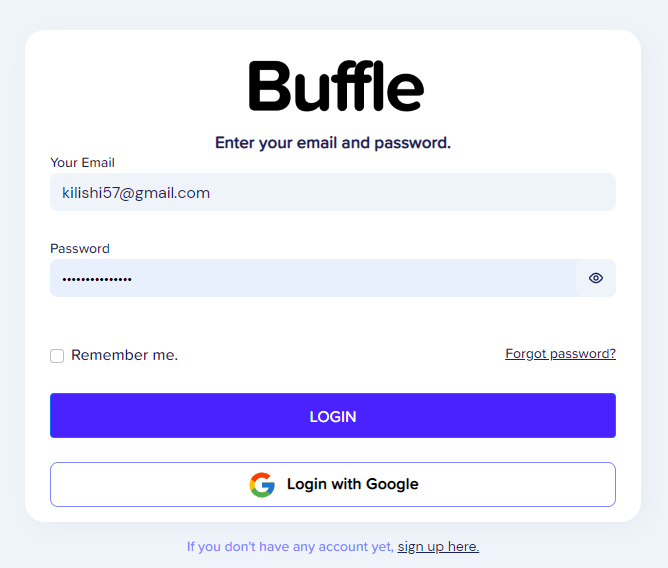 Buffle
Enter your email and password.
Your Email
kilishi57@gmail.com
Password
•••••••••••••••
Remember me.
Forgot password?
LOGIN
Login with Google
If you don't have any account yet, sign up here.